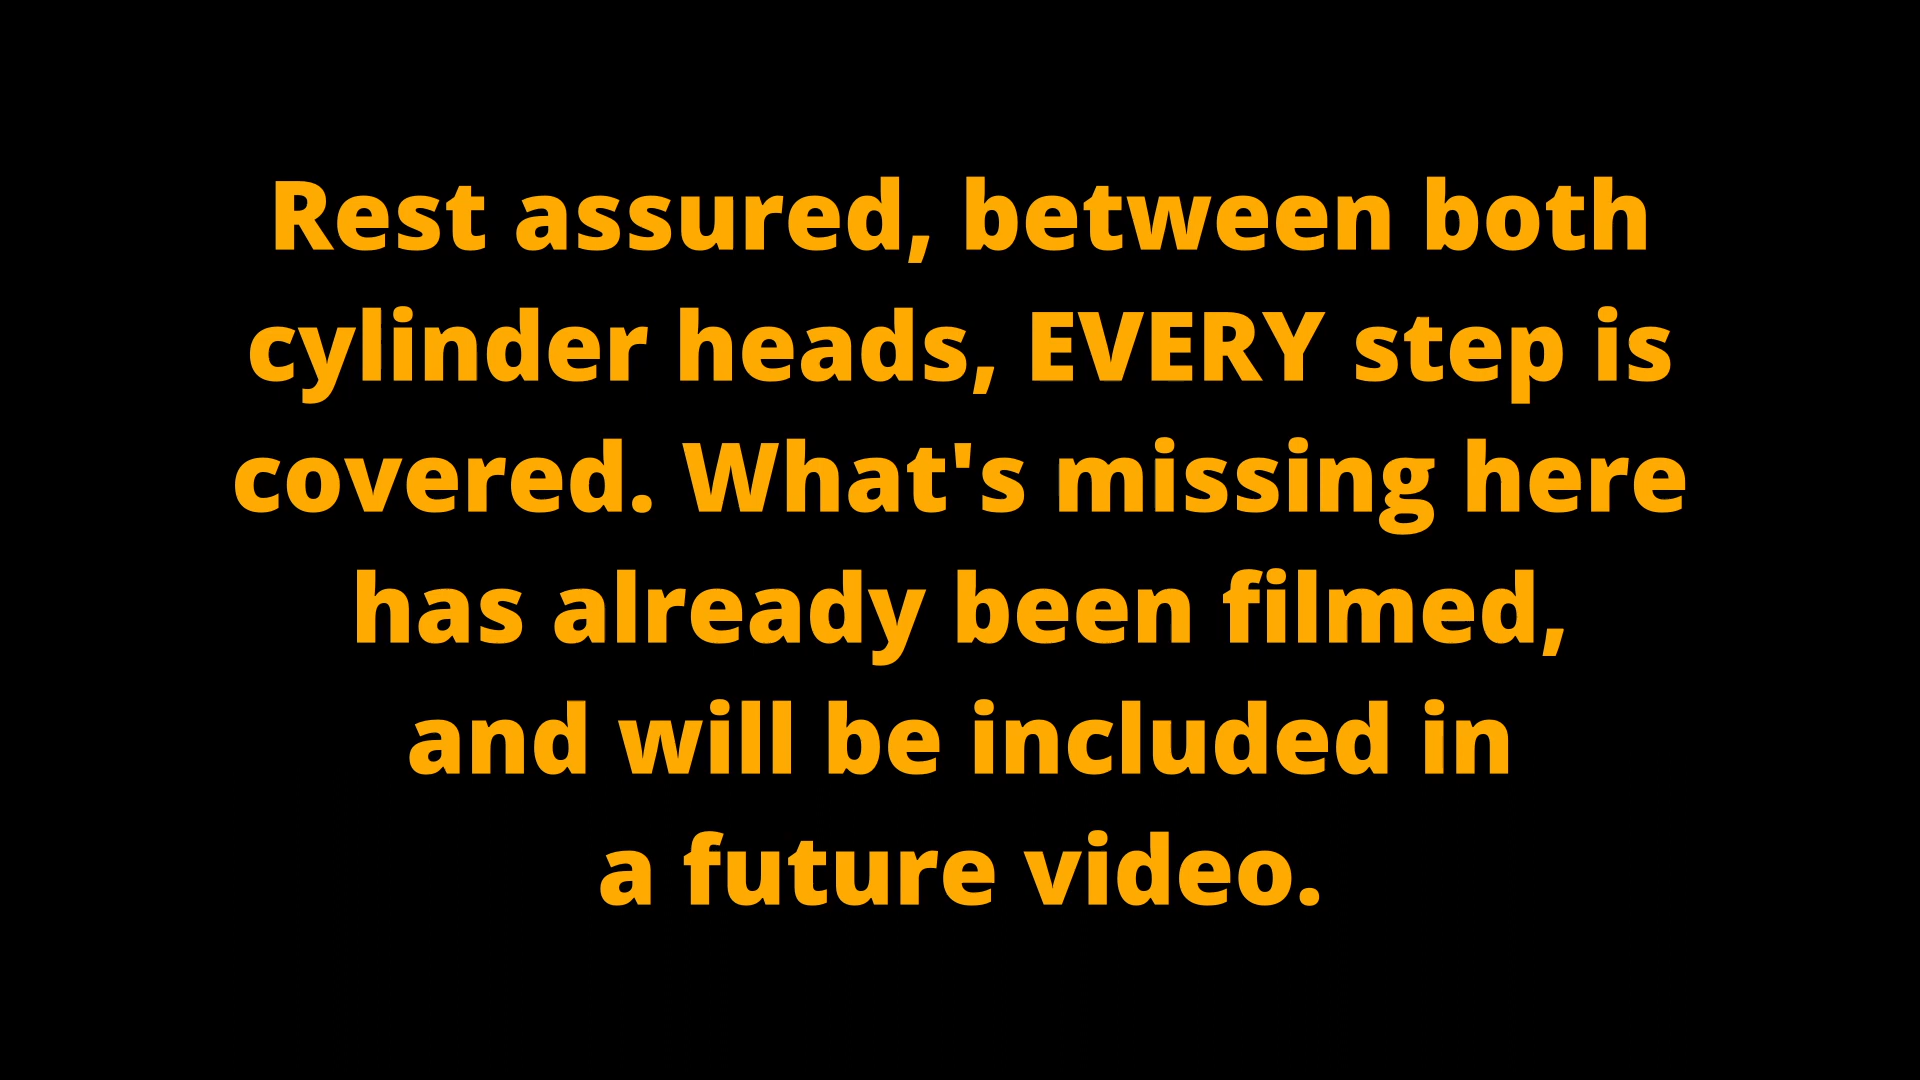 Rest assured, between both
cylinder heads, EVERY step is
covered. What's missing here
has already been filmed,
and will be included in
a future video.